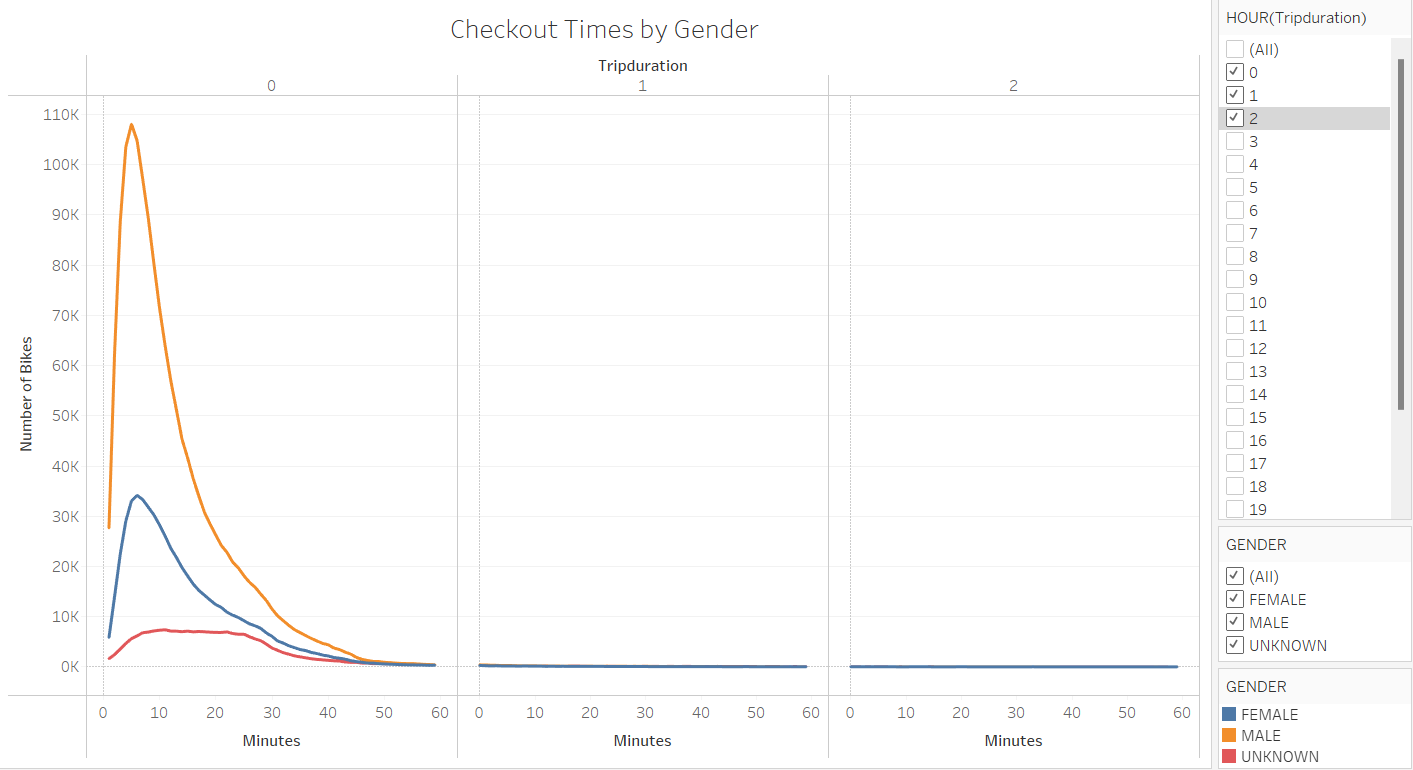 Checkout Times by Gender
Tripduration
0 1 2
110K
100K
90K
80K
70K
60K
50K
40K
30K
20K
10K
0K
Number of Bikes
0 10 20 30 40 50 60 0 10 20 30 40 50 60 0 10 20 30 40 50 60
Minutes Minutes Minutes
HOUR(Tripduration)
(All)
0
1
2
3
4
5
6
7
8
9
10
11
12
13
14
15
16
17
18
19
GENDER
(All)
FEMALE
MALE
UNKNOWN
GENDER
FEMALE
MALE
UNKNOWN